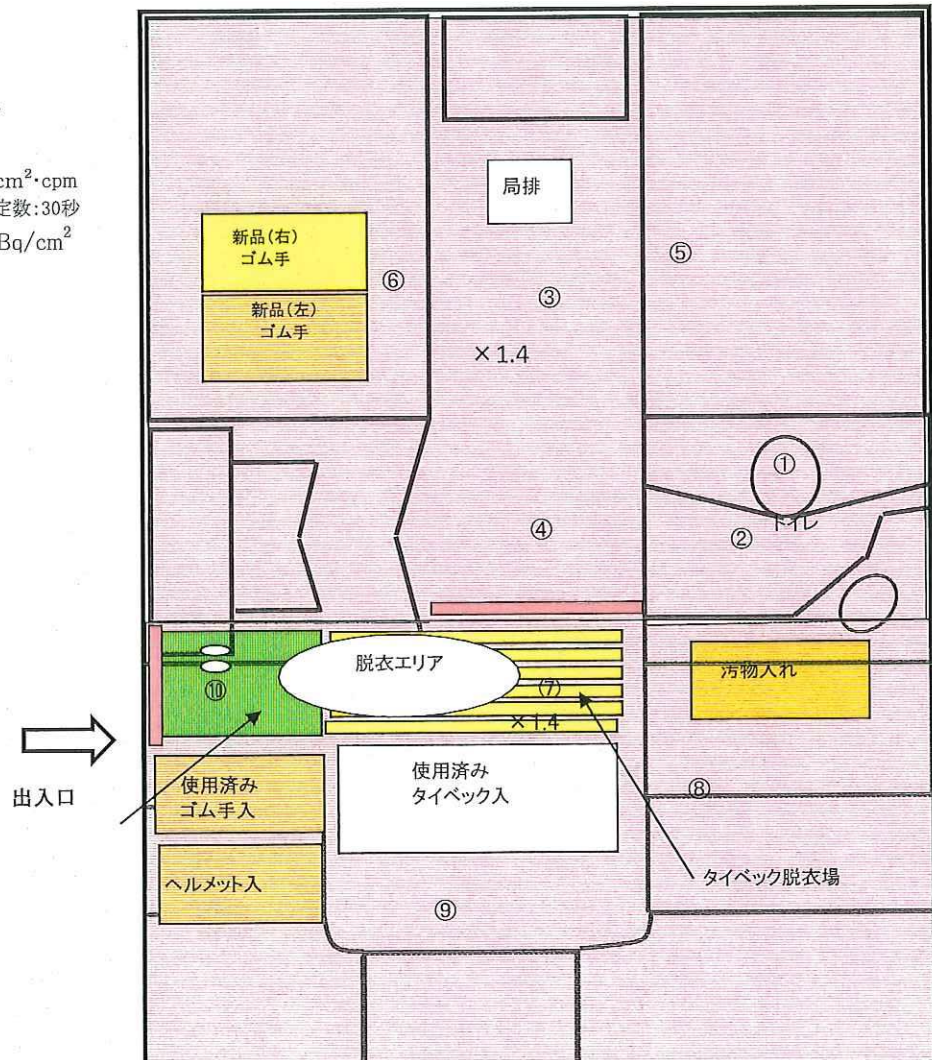 cm²・cpm
定数:30秒
Bq/cm²
局排
新品(右)
ゴム手
新品(左)
ゴム手
⑥
⑤
③
×1.4
①
トイレ
②
④
脱衣エリア
⑩
(7)
×1.4
汚物入れ
出入口
使用済み
ゴム手入
使用済み
タイベック入
⑧
ヘルメット入
タイベック脱衣場
⑨